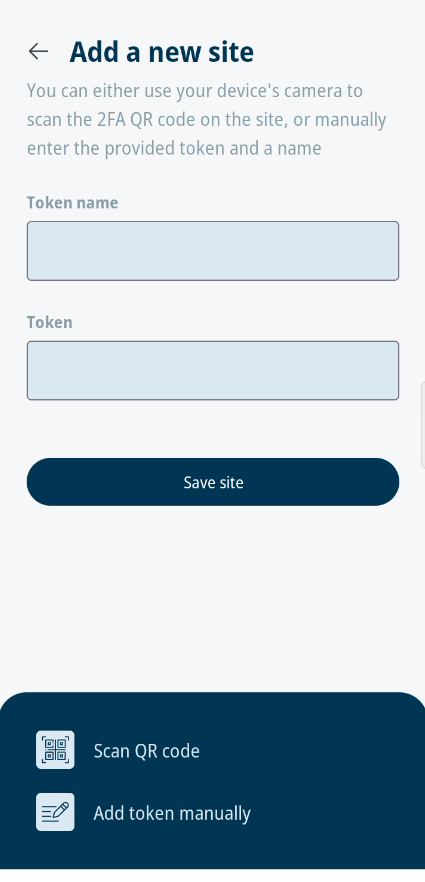 Add a new site
You can either use your device's camera to
scan the 2FA QR code on the site, or manually
enter the provided token and a name
Token name
Token
Save site
Scan QR code
Add token manually